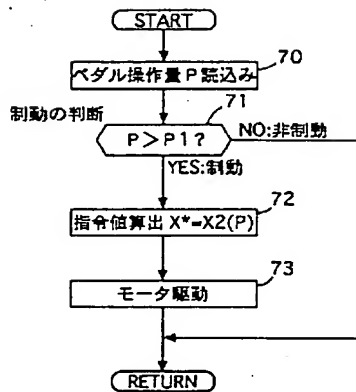 START
70
ペダル操作量P読込み
71
制動の判断
P>P1?
NO:非制動
YES:制動
72
指令値算出 X*=X2(P)
73
モータ駆動
RETURN